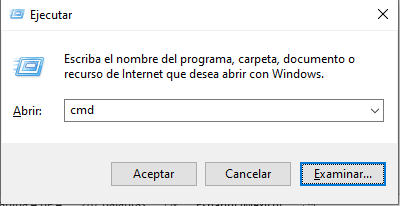 Ejecutar
Escriba el nombre del programa, carpeta, documento o
recurso de Internet que desea abrir con Windows.
Abrir: cmd
Aceptar Cancelar Examinar...